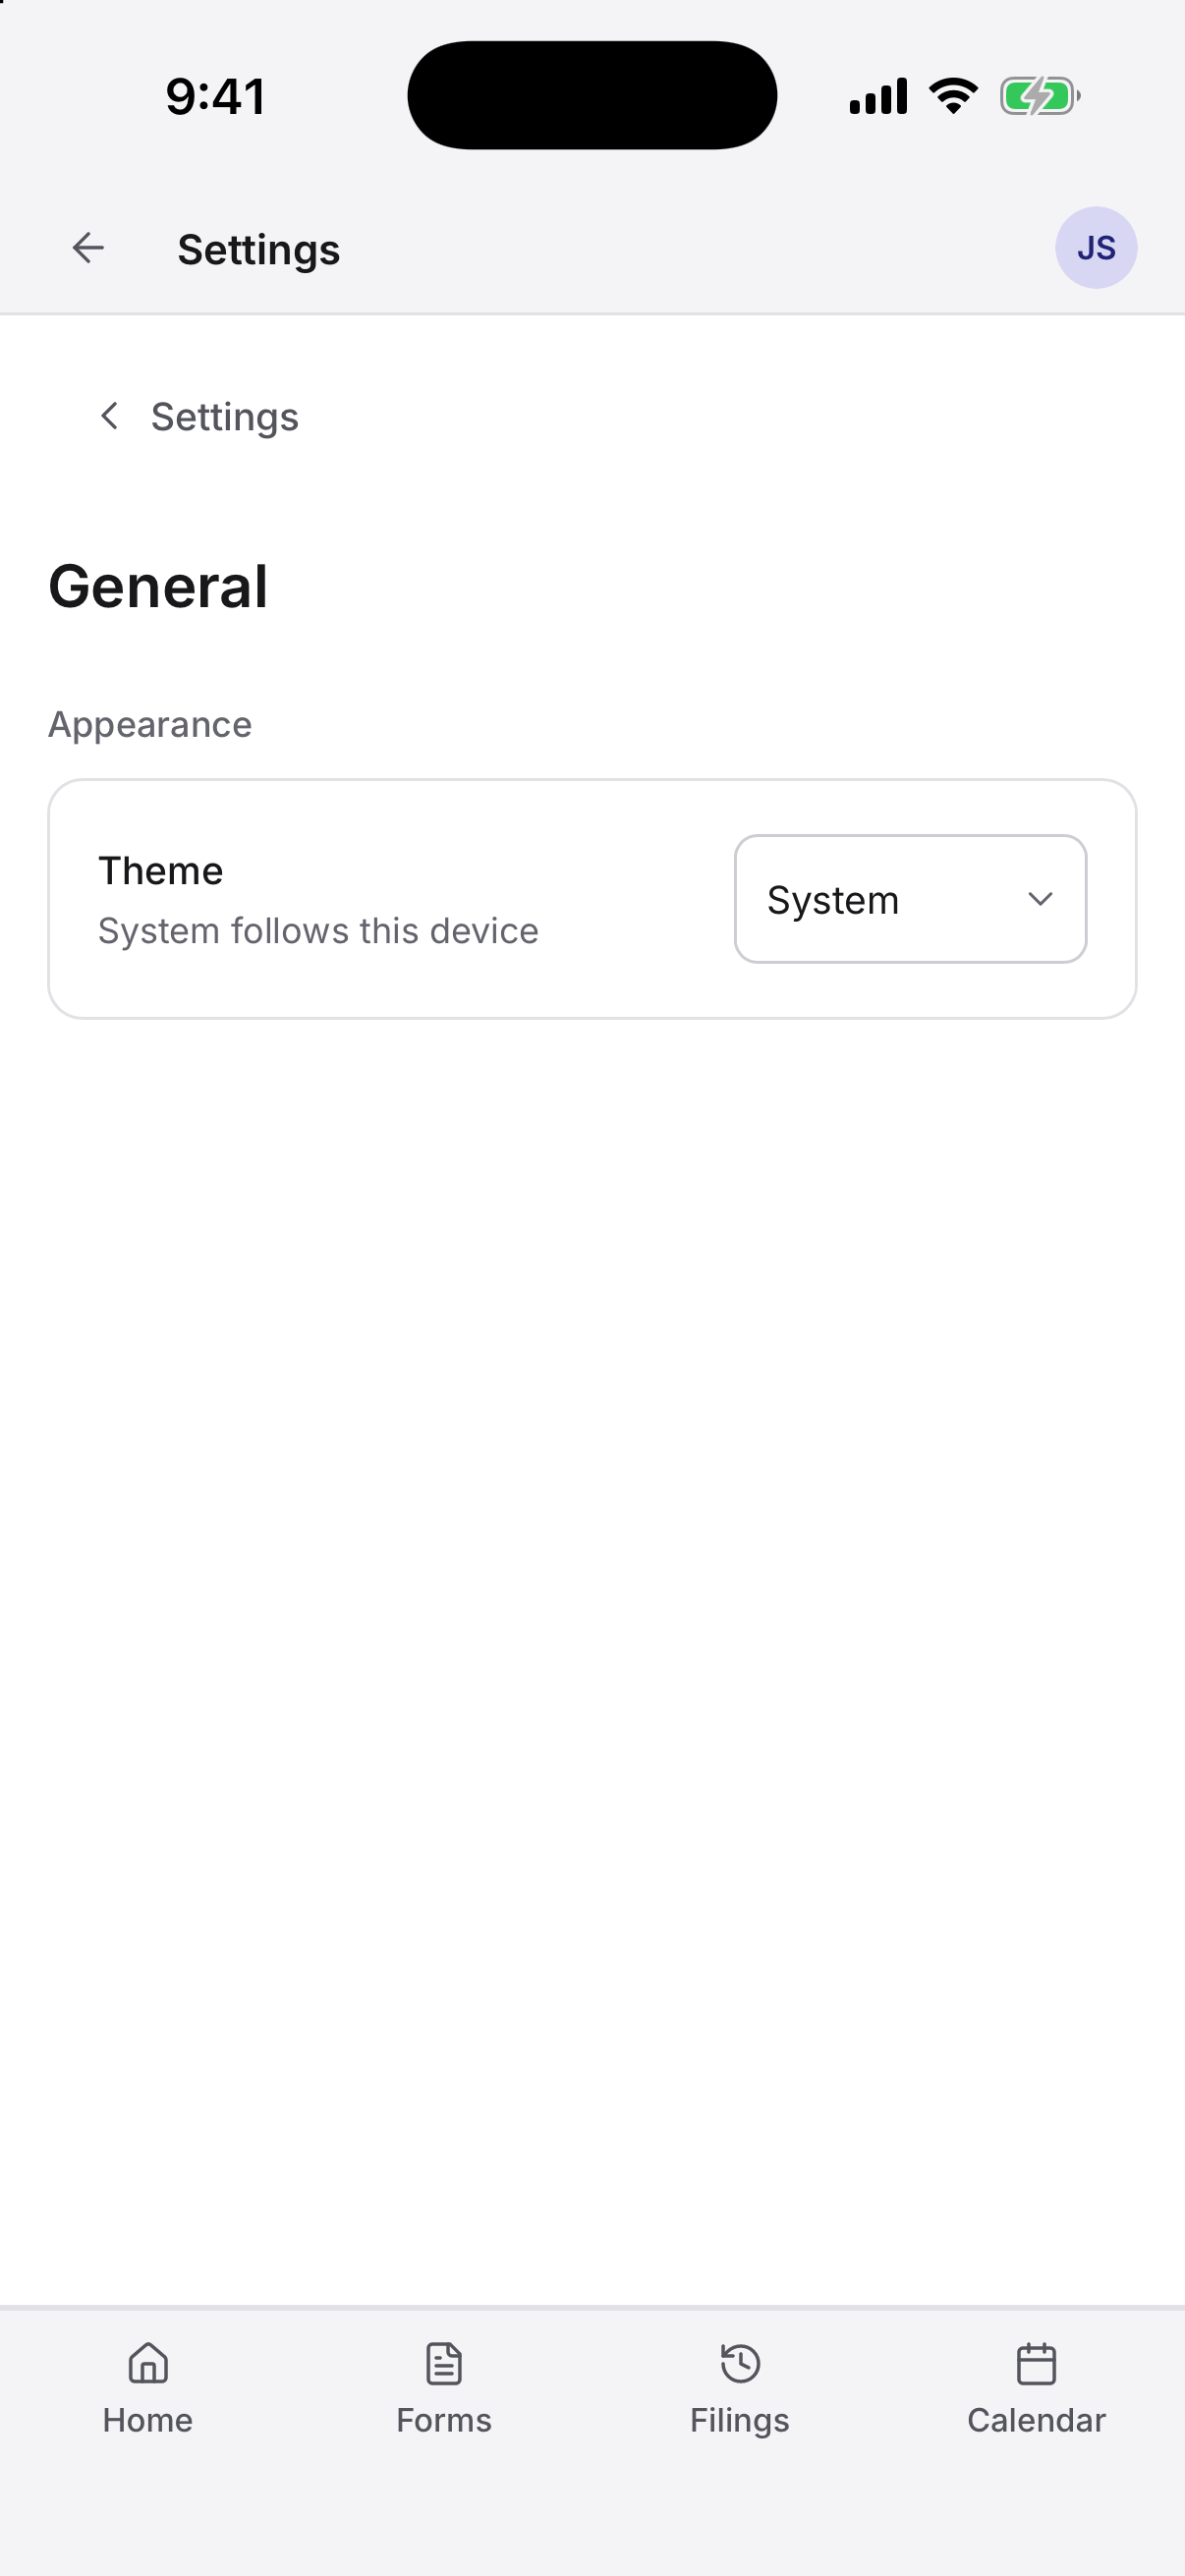 9:41
Settings
JS
Settings
General
Appearance
Theme
System follows this device
System
Home
Forms
Filings
Calendar